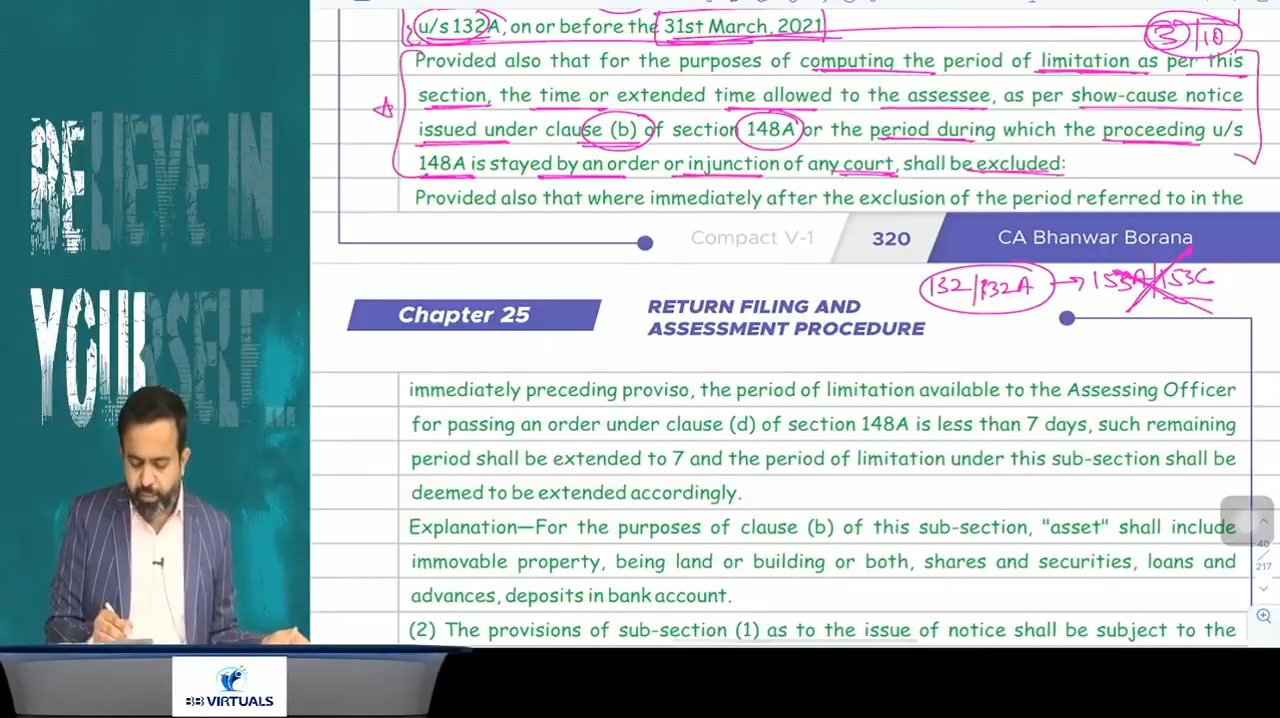 BELIEVE IN
YOURSELF...
u/s 132A, on or before the 31st March, 2021
3/10
Provided also that for the purposes of computing the period of limitation as per this
section, the time or extended time allowed to the assessee, as per show-cause notice
issued under clause (b) of section 148A or the period during which the proceeding u/s
148A is stayed by an order or injunction of any court, shall be excluded:
Provided also that where immediately after the exclusion of the period referred to in the
Compact V-1 320 CA Bhanwar Borana
132/132A → 153A/153C
Chapter 25
RETURN FILING AND
ASSESSMENT PROCEDURE
immediately preceding proviso, the period of limitation available to the Assessing Officer
for passing an order under clause (d) of section 148A is less than 7 days, such remaining
period shall be extended to 7 and the period of limitation under this sub-section shall be
deemed to be extended accordingly.
Explanation—For the purposes of clause (b) of this sub-section, "asset" shall include
immovable property, being land or building or both, shares and securities, loans and
advances, deposits in bank account.
(2) The provisions of sub-section (1) as to the issue of notice shall be subject to the
40
217
BB VIRTUALS